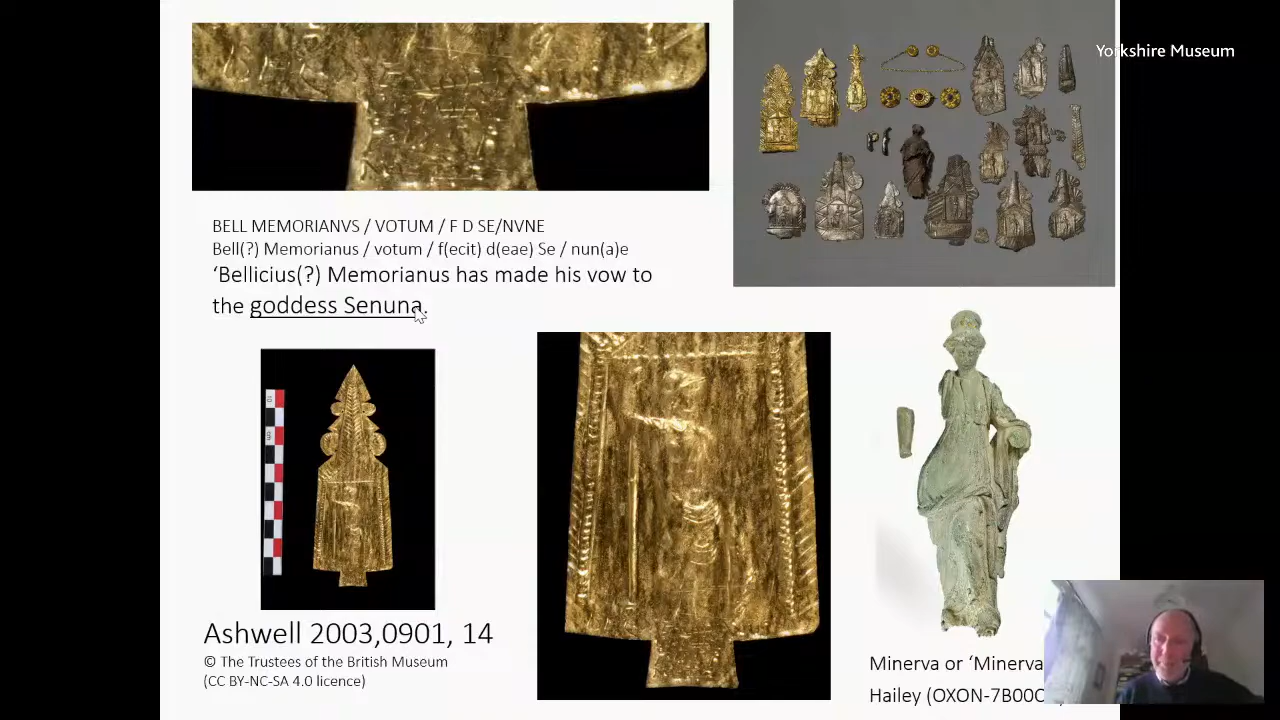 Yorkshire Museum
BELL MEMORIANVS / VOTUM / F D SE/NVNE
Bell(?) Memorianus / votum / f(ecit) d(eae) Se / nun(a)e
‘Bellicius(?) Memorianus has made his vow to
the goddess Senuna.
Ashwell 2003,0901, 14
© The Trustees of the British Museum
(CC BY-NC-SA 4.0 licence)
Minerva or ‘Minerva
Hailey (OXON-7B00